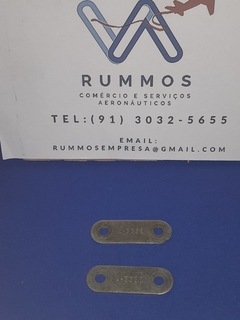 RUMMOS
COMÉRCIO E SERVIÇOS
AERONÁUTICOS
TEL:(91) 3032-5655
EMAIL:
RUMMOSEMPRESA@GMAIL.COM